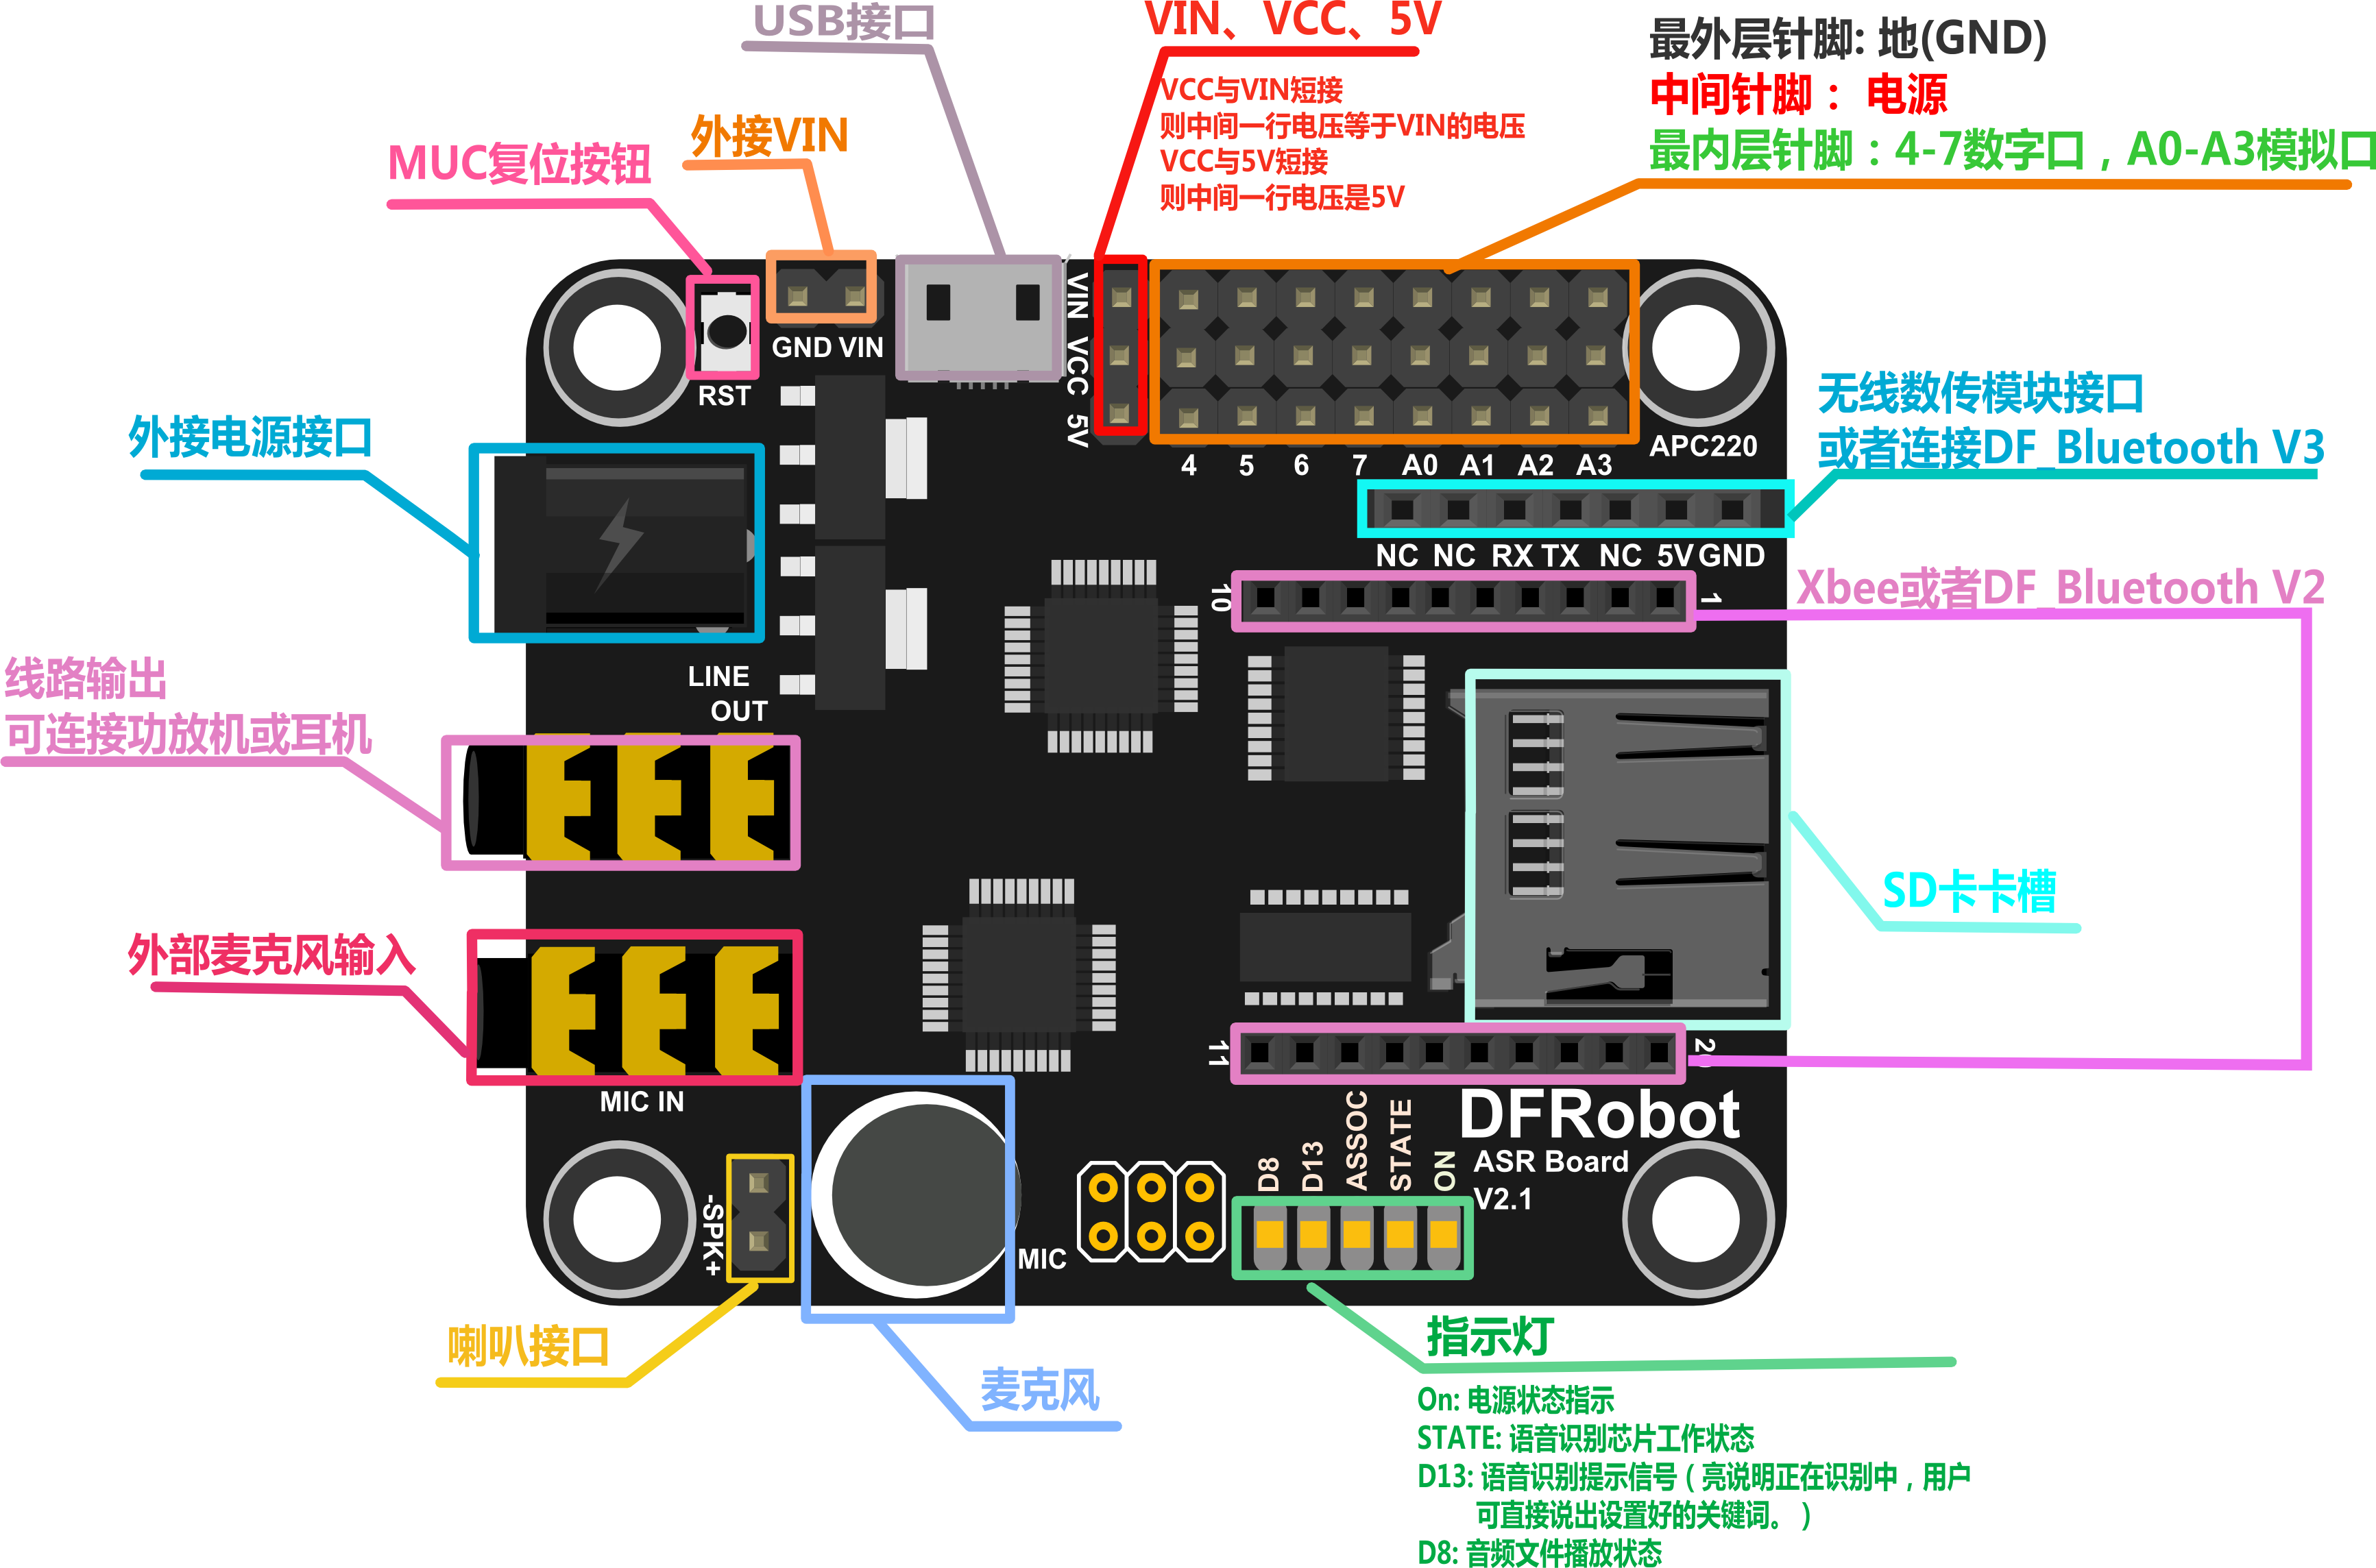 USB接口
VIN、VCC、5V
VCC与VIN短接
则中间一行电压等于VIN的电压
VCC与5V短接
则中间一行电压是5V
最外层针脚: 地(GND)
中间针脚： 电源
最内层针脚：4-7数字口，A0-A3模拟口
外接VIN
MUC复位按钮
GND VIN
RST
VIN VCC 5V
4 5 6 7 A0 A1 A2 A3
APC220
无线数传模块接口
或者连接DF_Bluetooth V3
外接电源接口
NC NC RX TX NC 5V GND
10 1
Xbee或者DF_Bluetooth V2
LINE
OUT
线路输出
可连接功放机或耳机
SD卡卡槽
外部麦克风输入
MIC IN
11 20
DFRobot
ASR Board
V2.1
D8 D13 ASSOC STATE ON
-SPK+
MIC
喇叭接口
麦克风
指示灯
On: 电源状态指示
STATE: 语音识别芯片工作状态
D13: 语音识别提示信号（亮说明正在识别中，用户
可直接说出设置好的关键词。）
D8: 音频文件播放状态